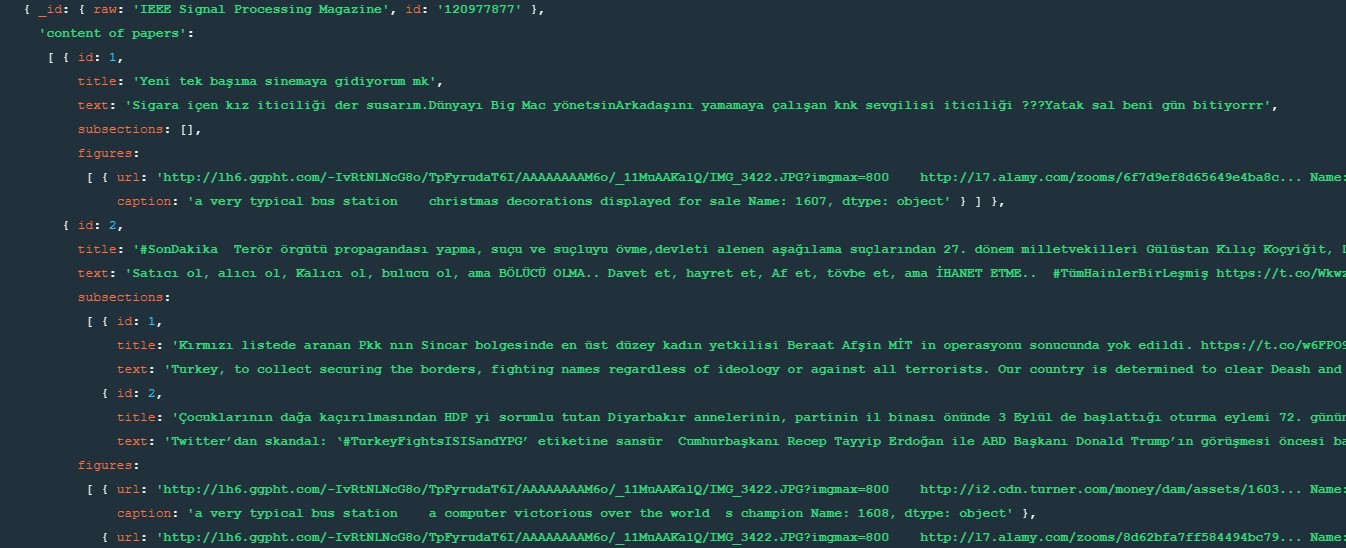 { _id: { raw: 'IEEE Signal Processing Magazine', id: '120977877' },
'content of papers':
[ { id: 1,
title: 'Yeni tek başıma sinemaya gidiyorum mk',
text: 'Sigara içen kız iticiliği der susarım.Dünyayı Big Mac yönetsinArkadaşını yamamaya çalışan knk sevgilisi iticiliği ???Yatak sal beni gün bitiyorrr',
subsections: [],
figures:
[ { url: 'http://lh6.ggpht.com/-IvRtNLNcG8o/TpFyrudaT6I/AAAAAAAAM6o/_11MuAAKalQ/IMG_3422.JPG?imgmax=800 http://l7.alamy.com/zooms/6f7d9ef8d65649e4ba8c... Name:
caption: 'a very typical bus station christmas decorations displayed for sale Name: 1607, dtype: object' } ] },
{ id: 2,
title: '#SonDakika Terör örgütü propagandası yapma, suçu ve suçluyu övme,devleti alenen aşağılama suçlarından 27. dönem milletvekilleri Gülüstan Kılıç Koçyiğit,
text: 'Satıcı ol, alıcı ol, Kalıcı ol, bulucu ol, ama BÖLÜCÜ OLMA.. Davet et, hayret et, Af et, tövbe et, ama İHANET ETME.. #TümHainlerBirLeşmiş https://t.co/Wkwz
subsections:
[ { id: 1,
title: 'Kırmızı listede aranan Pkk nın Sincar bolgesinde en üst düzey kadın yetkilisi Beraat Afşin MİT in operasyonu sonucunda yok edildi. https://t.co/w6FPO9
text: 'Turkey, to collect securing the borders, fighting names regardless of ideology or against all terrorists. Our country is determined to clear Deash and
{ id: 2,
title: 'Çocuklarının dağa kaçırılmasından HDP yi sorumlu tutan Diyarbakır annelerinin, partinin il binası önünde 3 Eylül de başlattığı oturma eylemi 72. günün
text: 'Twitter’dan skandal: ‘#TurkeyFightsISISandYPG’ etiketine sansür Cumhurbaşkanı Recep Tayyip Erdoğan ile ABD Başkanı Donald Trump’ın görüşmesi öncesi ba
figures:
[ { url: 'http://lh6.ggpht.com/-IvRtNLNcG8o/TpFyrudaT6I/AAAAAAAAM6o/_11MuAAKalQ/IMG_3422.JPG?imgmax=800 http://i2.cdn.turner.com/money/dam/assets/1603... Name:
caption: 'a very typical bus station a computer victorious over the world s champion Name: 1608, dtype: object' },
{ url: 'http://lh6.ggpht.com/-IvRtNLNcG8o/TpFyrudaT6I/AAAAAAAAM6o/_11MuAAKalQ/IMG_3422.JPG?imgmax=800 http://l7.alamy.com/zooms/8d62bfa7ff584494bc79... Name: